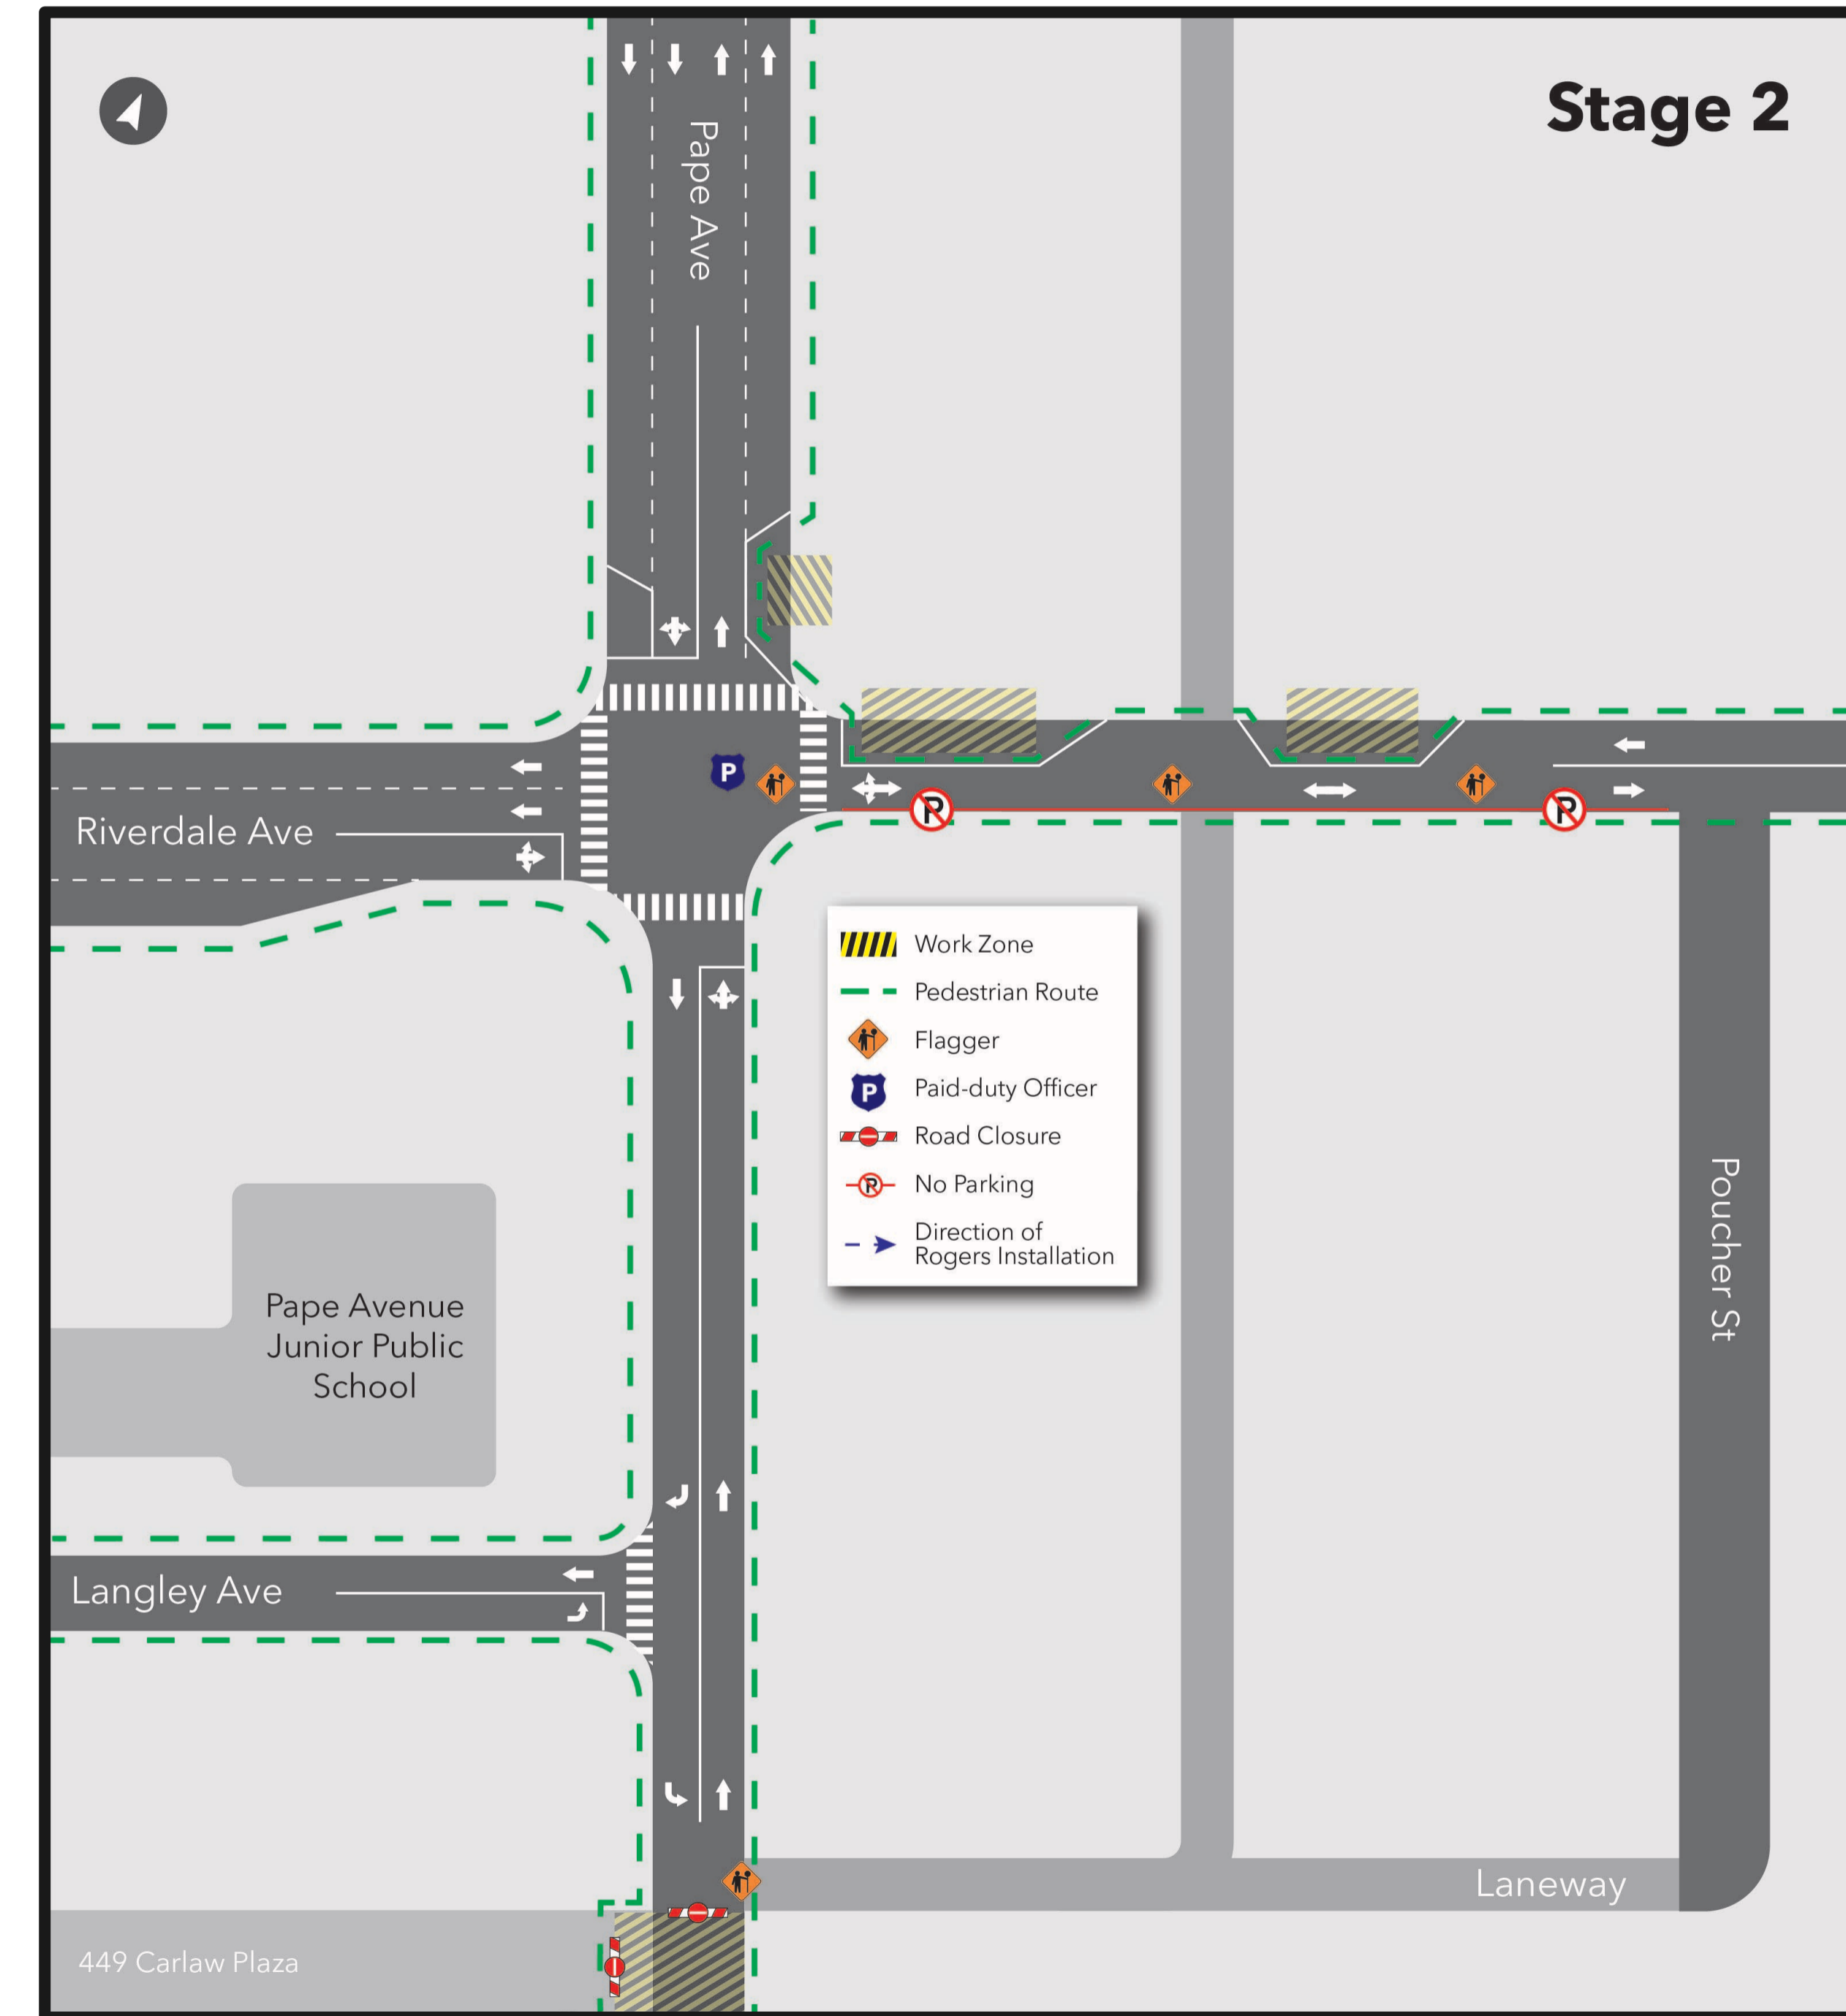 Stage 2
Pape Ave
Riverdale Ave
Work Zone
Pedestrian Route
Flagger
P
Paid-duty Officer
Road Closure
P
No Parking
Direction of
Rogers Installation
P
P
P
Poucher St
Pape Avenue
Junior Public
School
Langley Ave
Laneway
449 Carlaw Plaza